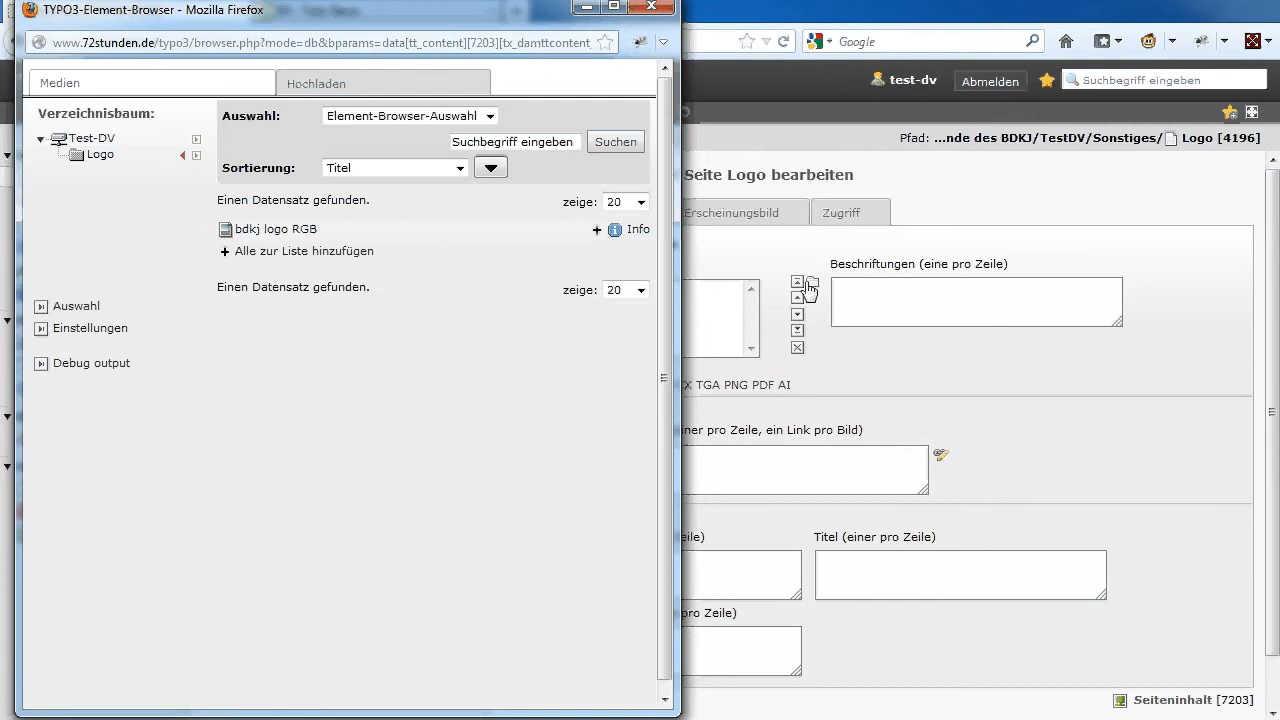 TYPO3-Element-Browser - Mozilla Firefox
www.72stunden.de/typo3/browser.php?mode=db&bparams=data[tt_content][7203][tx_damttcontent_
Google
Medien
Hochladen
test-dv
Abmelden
Suchbegriff eingeben
Verzeichnisbaum:
Test-DV
Logo
Auswahl
Einstellungen
Debug output
Auswahl:
Element-Browser-Auswahl
Suchbegriff eingeben
Suchen
Sortierung:
Titel
Einen Datensatz gefunden.
zeige:
20
bdkj logo RGB
Info
Alle zur Liste hinzufügen
Einen Datensatz gefunden.
zeige:
20
Pfad: ...nde des BDKJ/TestDV/Sonstiges/ Logo [4196]
Seite Logo bearbeiten
Erscheinungsbild
Zugriff
Beschriftungen (eine pro Zeile)
X TGA PNG PDF AI
ner pro Zeile, ein Link pro Bild)
eile)
Titel (einer pro Zeile)
pro Zeile)
Seiteninhalt [7203]